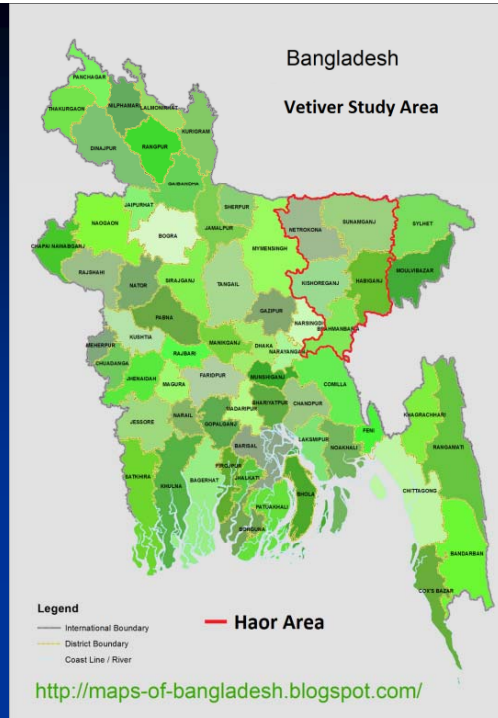 Bangladesh
Vetiver Study Area
PANCHAGAR
THAKURGAON
NILPHAMARI
LALMONIRHAT
KURIGRAM
DINAJPUR
RANGPUR
GAIBANDHA
JAIPURHAT
SHERPUR
NAOGAON
BOGRA
JAMALPUR
NETROKONA
SUNAMGANJ
SYLHET
MYMENSINGH
CHAPAI NABABGANJ
RAJSHAHI
NATOR
SIRAJGANJ
TANGAIL
KISHOREGANJ
HABIGANJ
MOULVIBAZAR
PABNA
GAZIPUR
NARSINGDI
BRAHMANBARIA
KUSHTIA
MEHERPUR
RAJBARI
MANIKGANJ
DHAKA
NARAYANGANJ
CHUADANGA
JHENAIDAH
MAGURA
FARIDPUR
MUNSHIGANJ
COMILLA
KHAGRACHHARI
SHARIYATPUR
CHANDPUR
MADARIPUR
JESSORE
NARAIL
GOPALGANJ
LAKSMIPUR
FENI
RANGAMATI
BARISAL
NOAKHALI
SATKHIRA
KHULNA
BAGERHAT
PIROJPUR
JHALKATI
BHOLA
CHITTAGONG
PATUAKHALI
BORGUNA
BANDARBAN
COX'S BAZAR
Legend
International Boundary
District Boundary
Coast Line / River
Haor Area
http://maps-of-bangladesh.blogspot.com/